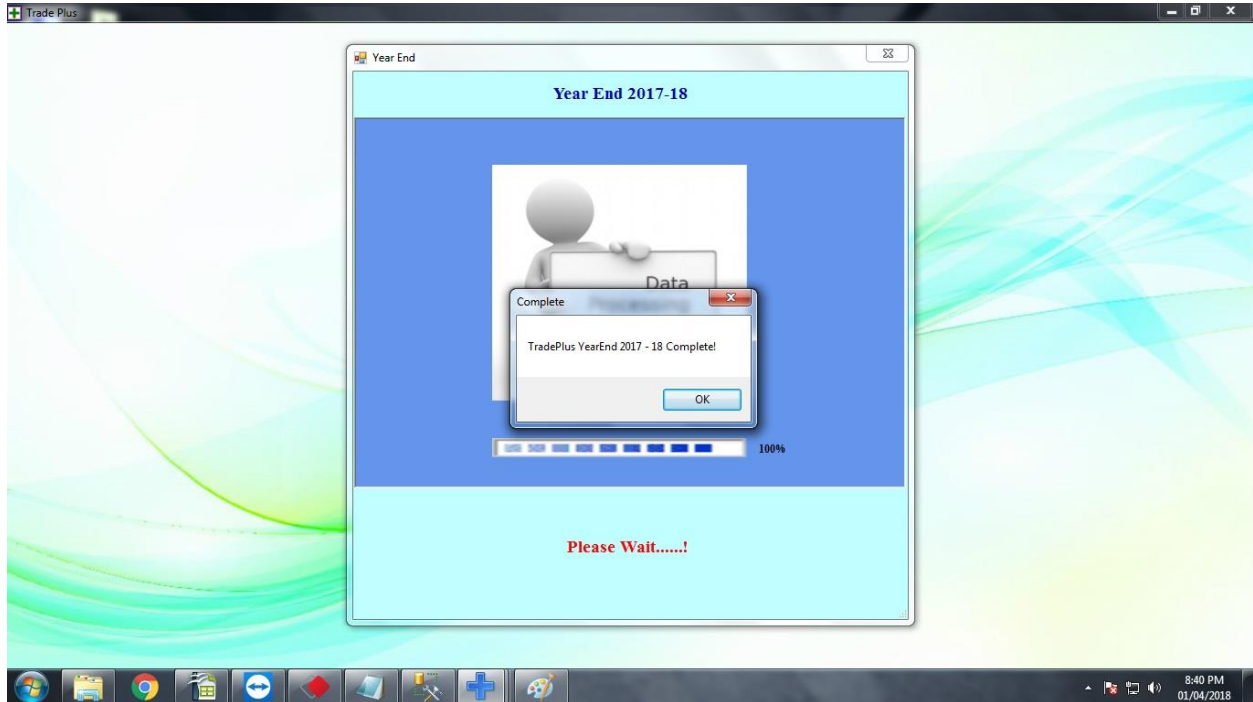 Trade Plus
Year End
Year End 2017-18
Data
Complete
TradePlus YearEnd 2017 - 18 Complete!
OK
100%
Please Wait......!
8:40 PM
01/04/2018